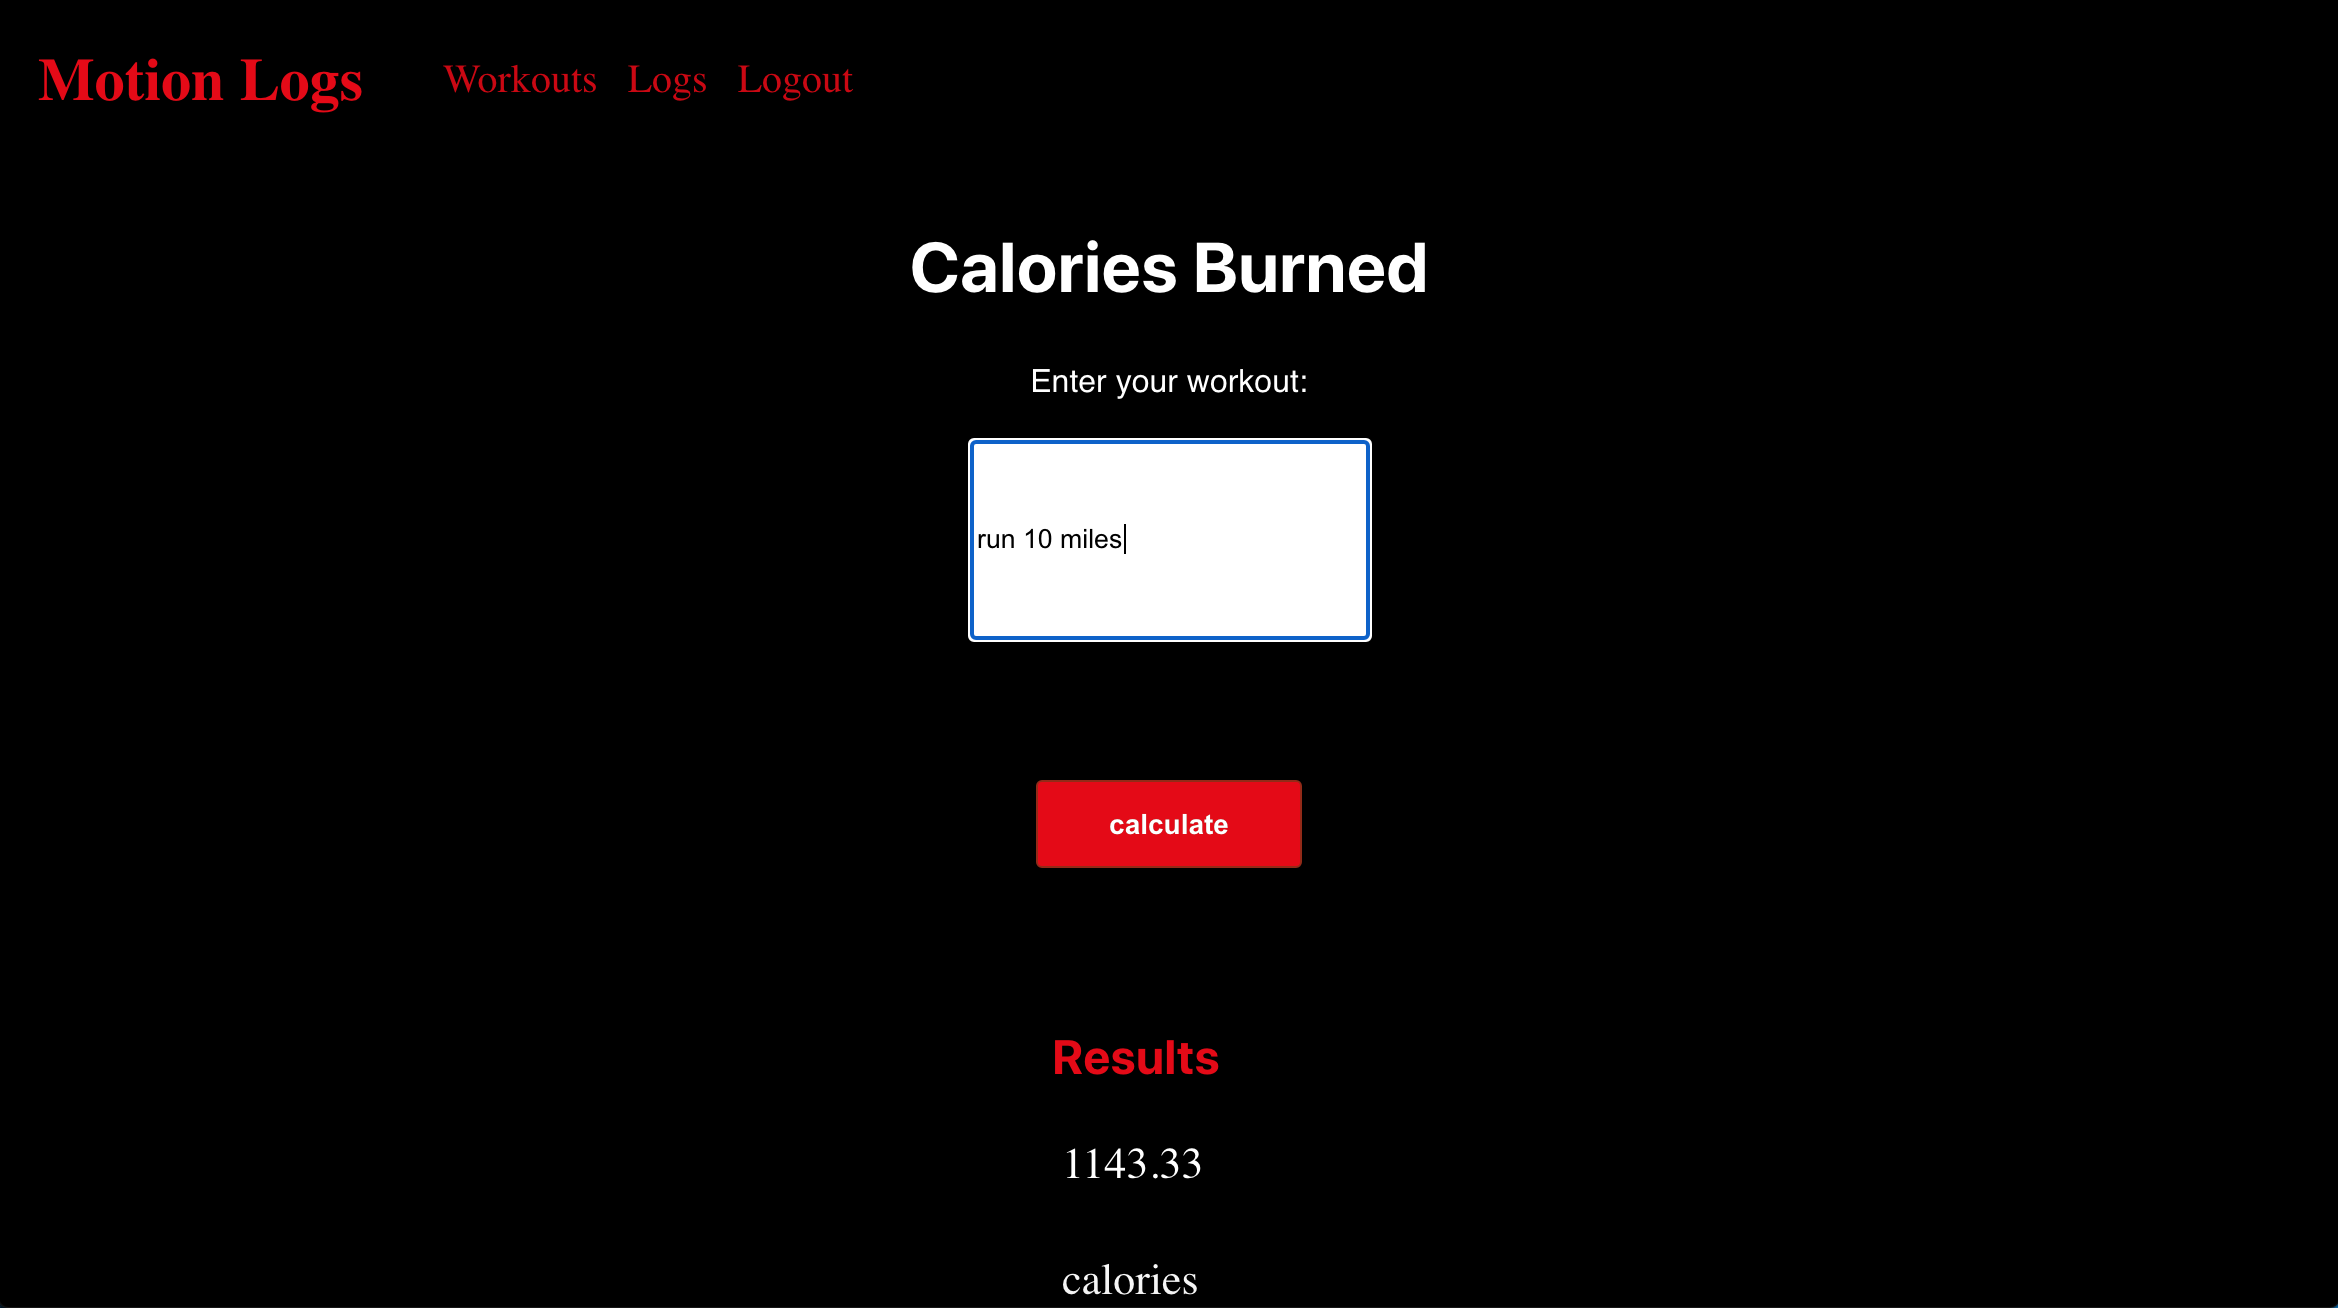 Motion Logs Workouts Logs Logout
Calories Burned
Enter your workout:
run 10 miles
calculate
Results
1143.33
calories